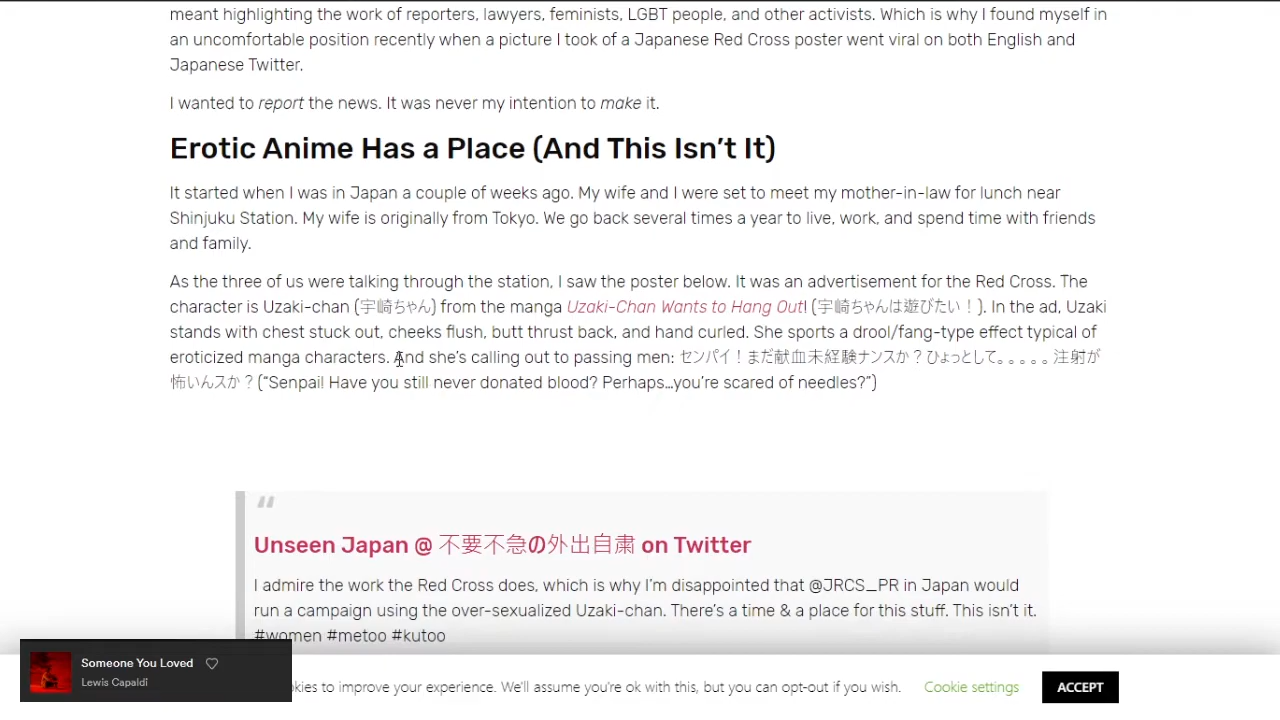 meant highlighting the work of reporters, lawyers, feminists, LGBT people, and other activists. Which is why I found myself in
an uncomfortable position recently when a picture I took of a Japanese Red Cross poster went viral on both English and
Japanese Twitter.
I wanted to report the news. It was never my intention to make it.
Erotic Anime Has a Place (And This Isn't It)
It started when I was in Japan a couple of weeks ago. My wife and I were set to meet my mother-in-law for lunch near
Shinjuku Station. My wife is originally from Tokyo. We go back several times a year to live, work, and spend time with friends
and family.
As the three of us were talking through the station, I saw the poster below. It was an advertisement for the Red Cross. The
character is Uzaki-chan (宇崎ちゃん) from the manga Uzaki-Chan Wants to Hang Out! (宇崎ちゃんは遊びたい！). In the ad, Uzaki
stands with chest stuck out, cheeks flush, butt thrust back, and hand curled. She sports a drool/fang-type effect typical of
eroticized manga characters. And she's calling out to passing men: センパイ！まだ献血未経験ナンスか？ひょっとして。。。。。注射が
怖いんスか？("Senpai! Have you still never donated blood? Perhaps…you're scared of needles?")
“
Unseen Japan @ 不要不急の外出自粛 on Twitter
I admire the work the Red Cross does, which is why I'm disappointed that @JRCS_PR in Japan would
run a campaign using the over-sexualized Uzaki-chan. There's a time & a place for this stuff. This isn't it.
#women #metoo #kutoo
Someone You Loved
Lewis Capaldi
kies to improve your experience. We'll assume you're ok with this, but you can opt-out if you wish. Cookie settings ACCEPT